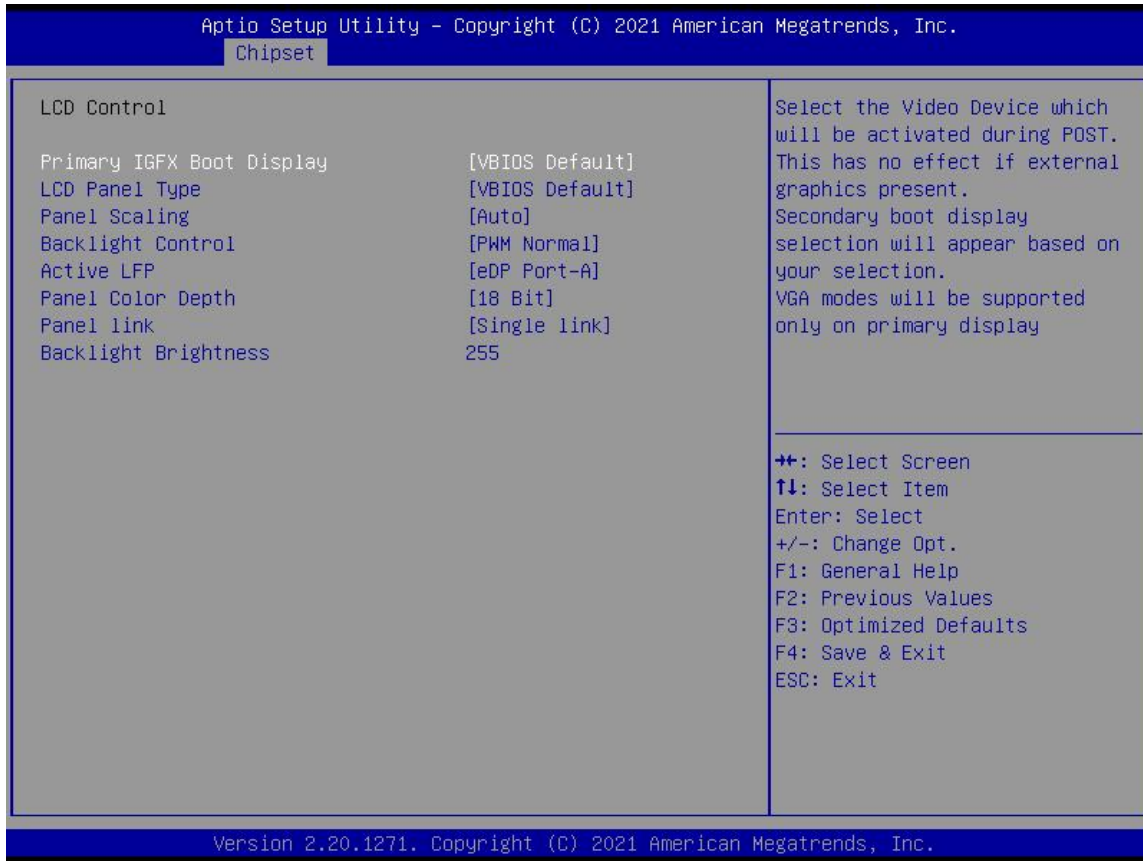 Aptio Setup Utility – Copyright (C) 2021 American Megatrends, Inc.
Chipset
LCD Control
Primary IGFX Boot Display [VBIOS Default]
LCD Panel Type [VBIOS Default]
Panel Scaling [Auto]
Backlight Control [PWM Normal]
Active LFP [eDP Port-A]
Panel Color Depth [18 Bit]
Panel link [Single link]
Backlight Brightness 255
Select the Video Device which
will be activated during POST.
This has no effect if external
graphics present.
Secondary boot display
selection will appear based on
your selection.
VGA modes will be supported
only on primary display
→←: Select Screen
↑↓: Select Item
Enter: Select
+/-: Change Opt.
F1: General Help
F2: Previous Values
F3: Optimized Defaults
F4: Save & Exit
ESC: Exit
Version 2.20.1271. Copyright (C) 2021 American Megatrends, Inc.